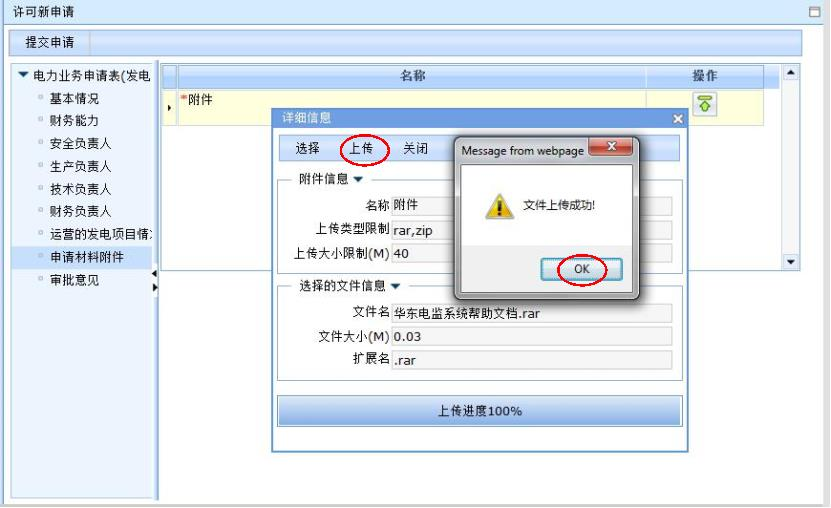 许可新申请
提交申请
电力业务申请表(发电
基本情况
财务能力
安全负责人
生产负责人
技术负责人
财务负责人
运营的发电项目情
申请材料附件
审批意见
名称 操作
*附件
详细信息
选择 上传 关闭
附件信息
名称 附件
上传类型限制 rar,zip
上传大小限制(M) 40
选择的文件信息
文件名 华东电监系统帮助文档.rar
文件大小(M) 0.03
扩展名 .rar
上传进度100%
Message from webpage
文件上传成功!
OK